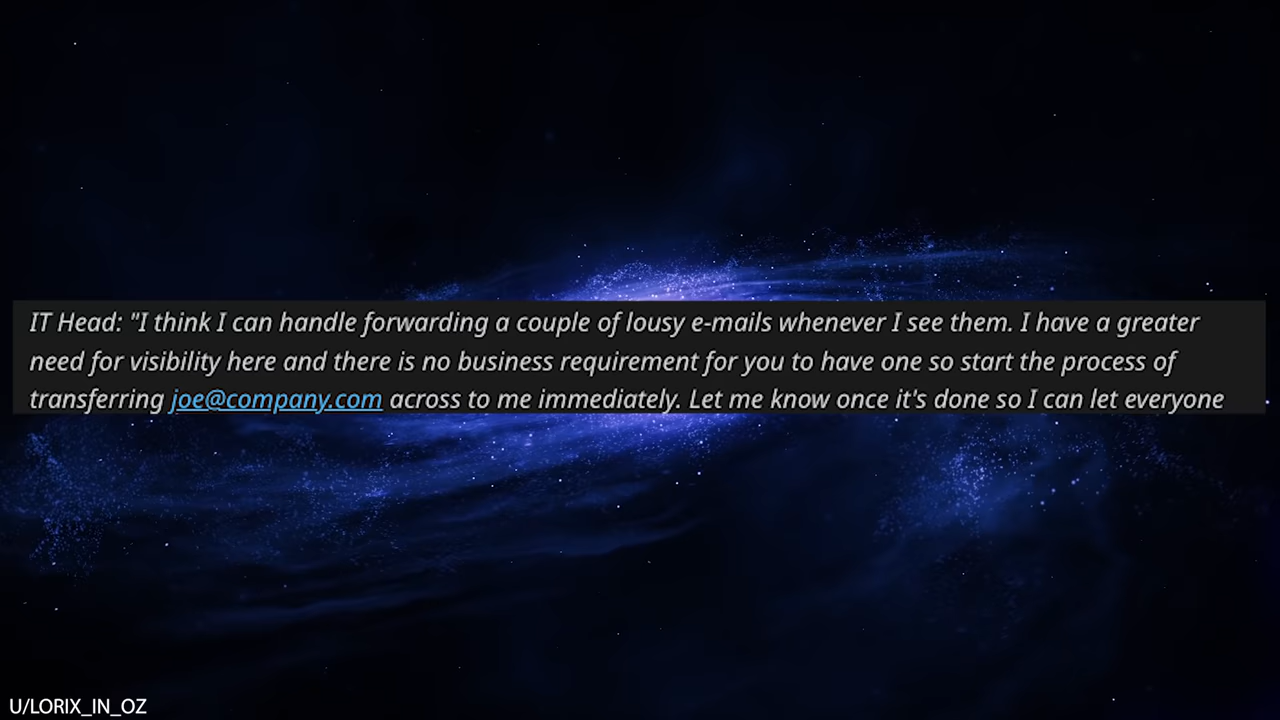 IT Head: "I think I can handle forwarding a couple of lousy e-mails whenever I see them. I have a greater
need for visibility here and there is no business requirement for you to have one so start the process of
transferring joe@company.com across to me immediately. Let me know once it's done so I can let everyone
U/LORIX_IN_OZ